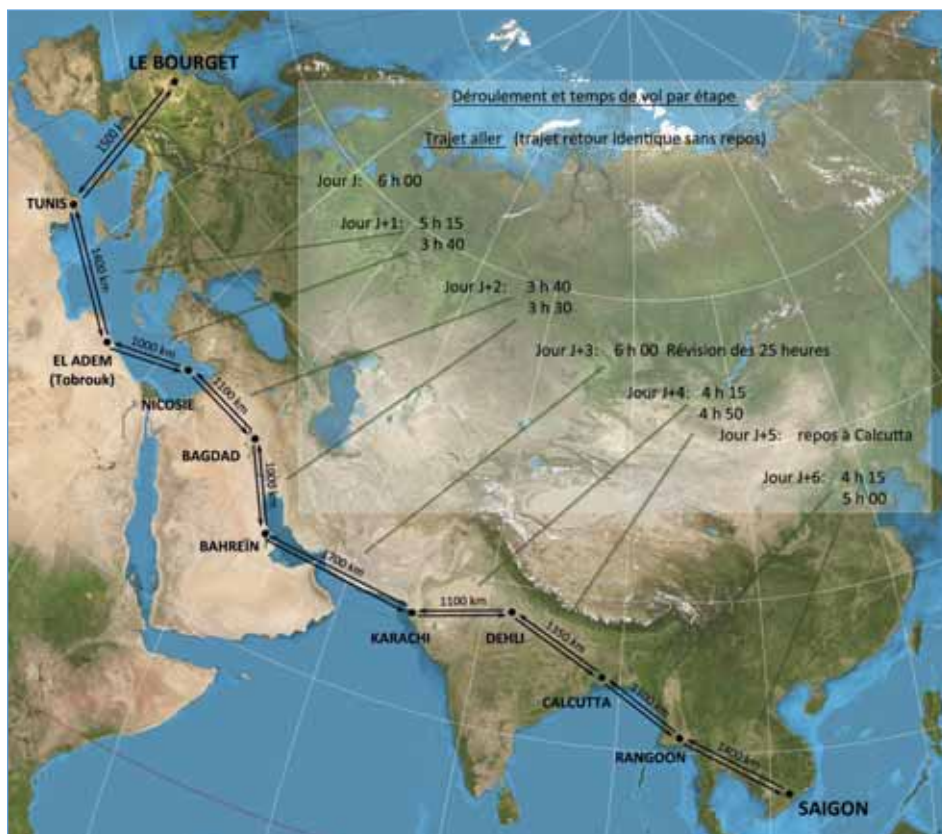 LE BOURGET
Déroulement et temps de vol par étape
Trajet aller (trajet retour identique sans repos)
1500 km
Jour J: 6 h 00
TUNIS
Jour J+1: 5 h 15
3 h 40
1400 km
Jour J+2: 3 h 40
3 h 30
EL ADEM
(Tobrouk)
1000 km
Jour J+3: 6 h 00 Révision des 25 heures
NICOSIE
1100 km
Jour J+4: 4 h 15
4 h 50
BAGDAD
Jour J+5: repos à Calcutta
1000 km
Jour J+6: 4 h 15
5 h 00
BAHREÏN
1700 km
KARACHI
1100 km
DEHLI
1350 km
CALCUTTA
1100 km
RANGOON
1400 km
SAIGON